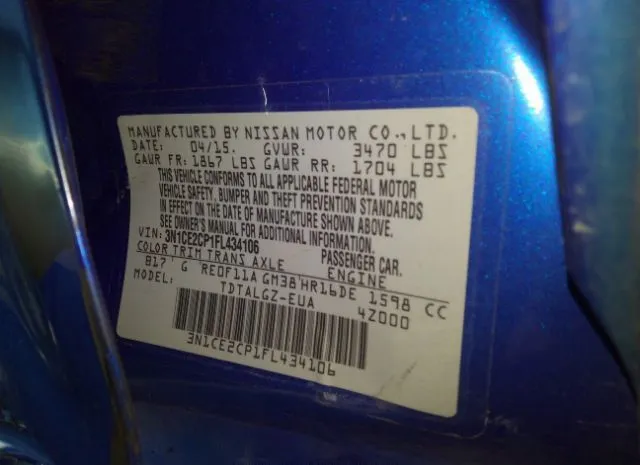 MANUFACTURED BY NISSAN MOTOR CO.,LTD.
DATE: 04/15. GVWR: 3470 LBS
GAWR FR: 1867 LBS GAWR RR: 1704 LBS
THIS VEHICLE CONFORMS TO ALL APPLICABLE FEDERAL MOTOR
VEHICLE SAFETY, BUMPER AND THEFT PREVENTION STANDARDS
IN EFFECT ON THE DATE OF MANUFACTURE SHOWN ABOVE.
SEE OWNER'S MANUAL FOR ADDITIONAL INFORMATION.
VIN: 3N1CE2CP1FL434106 PASSENGER CAR.
COLOR TRIM TRANS AXLE ENGINE
B17 G RE0F11A GM38 HR16DE 1598 CC
MODEL: TDTALGZ-EUA 4Z000
3N1CE2CP1FL434106